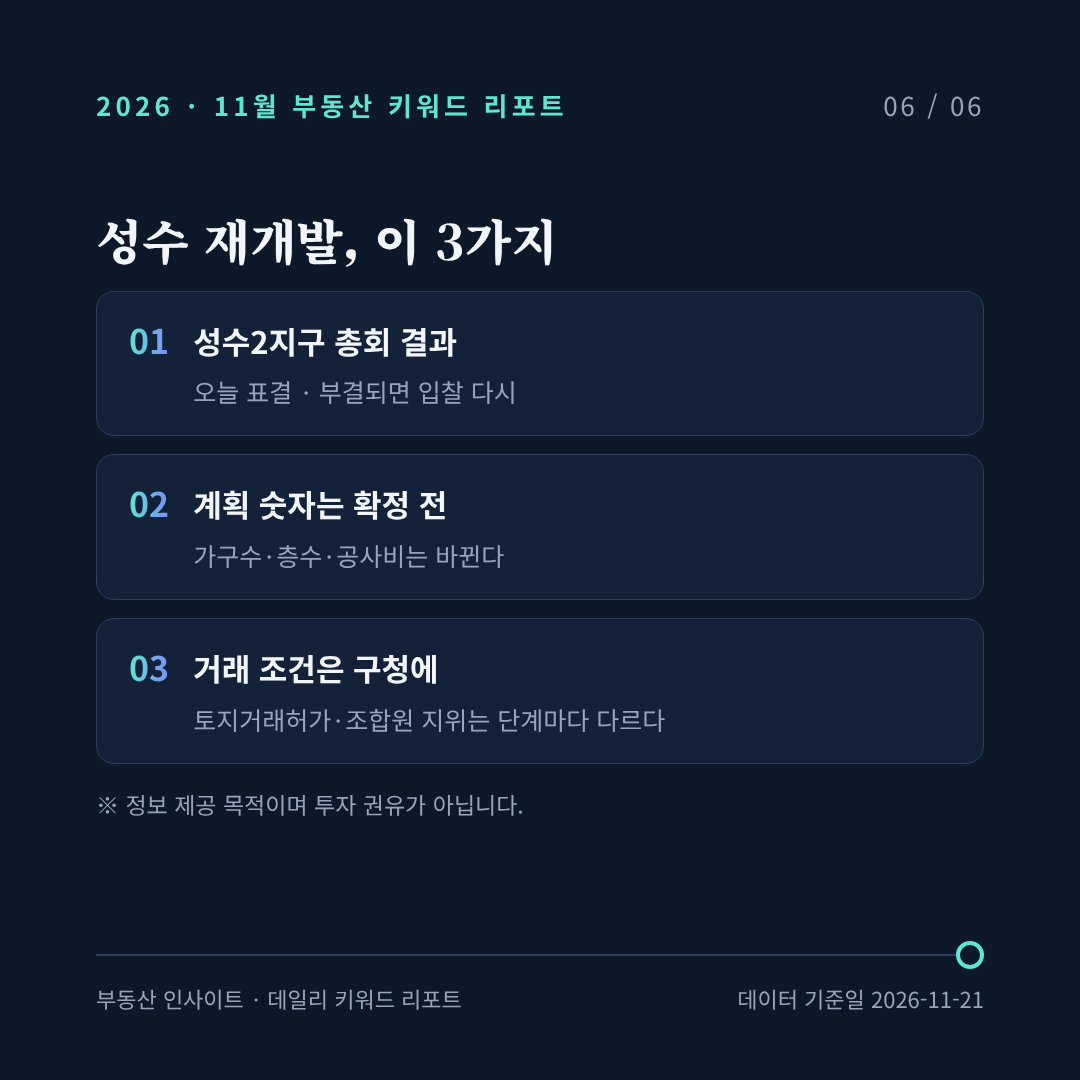 2026 · 11월 부동산 키워드 리포트
06 / 06
성수 재개발, 이 3가지
01 성수2지구 총회 결과
오늘 표결 · 부결되면 입찰 다시
02 계획 숫자는 확정 전
가구수·층수·공사비는 바뀐다
03 거래 조건은 구청에
토지거래허가·조합원 지위는 단계마다 다르다
※ 정보 제공 목적이며 투자 권유가 아닙니다.
부동산 인사이트 · 데일리 키워드 리포트
데이터 기준일 2026-11-21